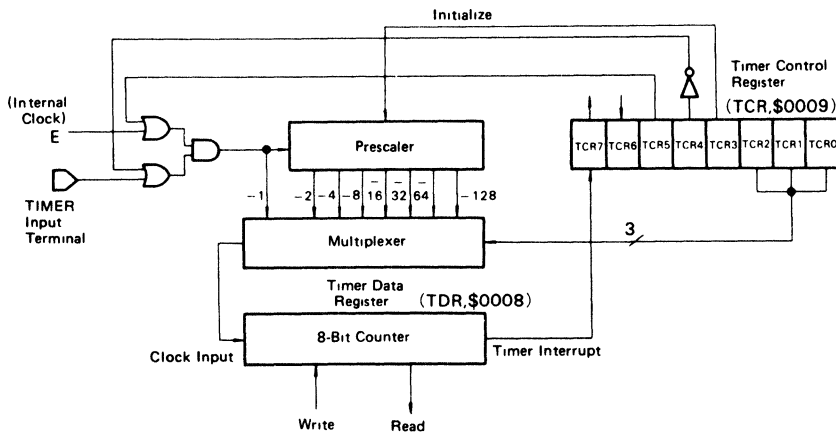 Initialize
Timer Control
Register
(TCR,$0009)
(Internal
Clock)
E
TIMER
Input
Terminal
TCR7 TCR6 TCR5 TCR4 TCR3 TCR2 TCR1 TCR0
Prescaler
-1 -2 -4 -8 -16 -32 -64 -128
Multiplexer
3
Timer Data
Register (TDR,$0008)
8-Bit Counter
Clock Input
Timer Interrupt
Write
Read